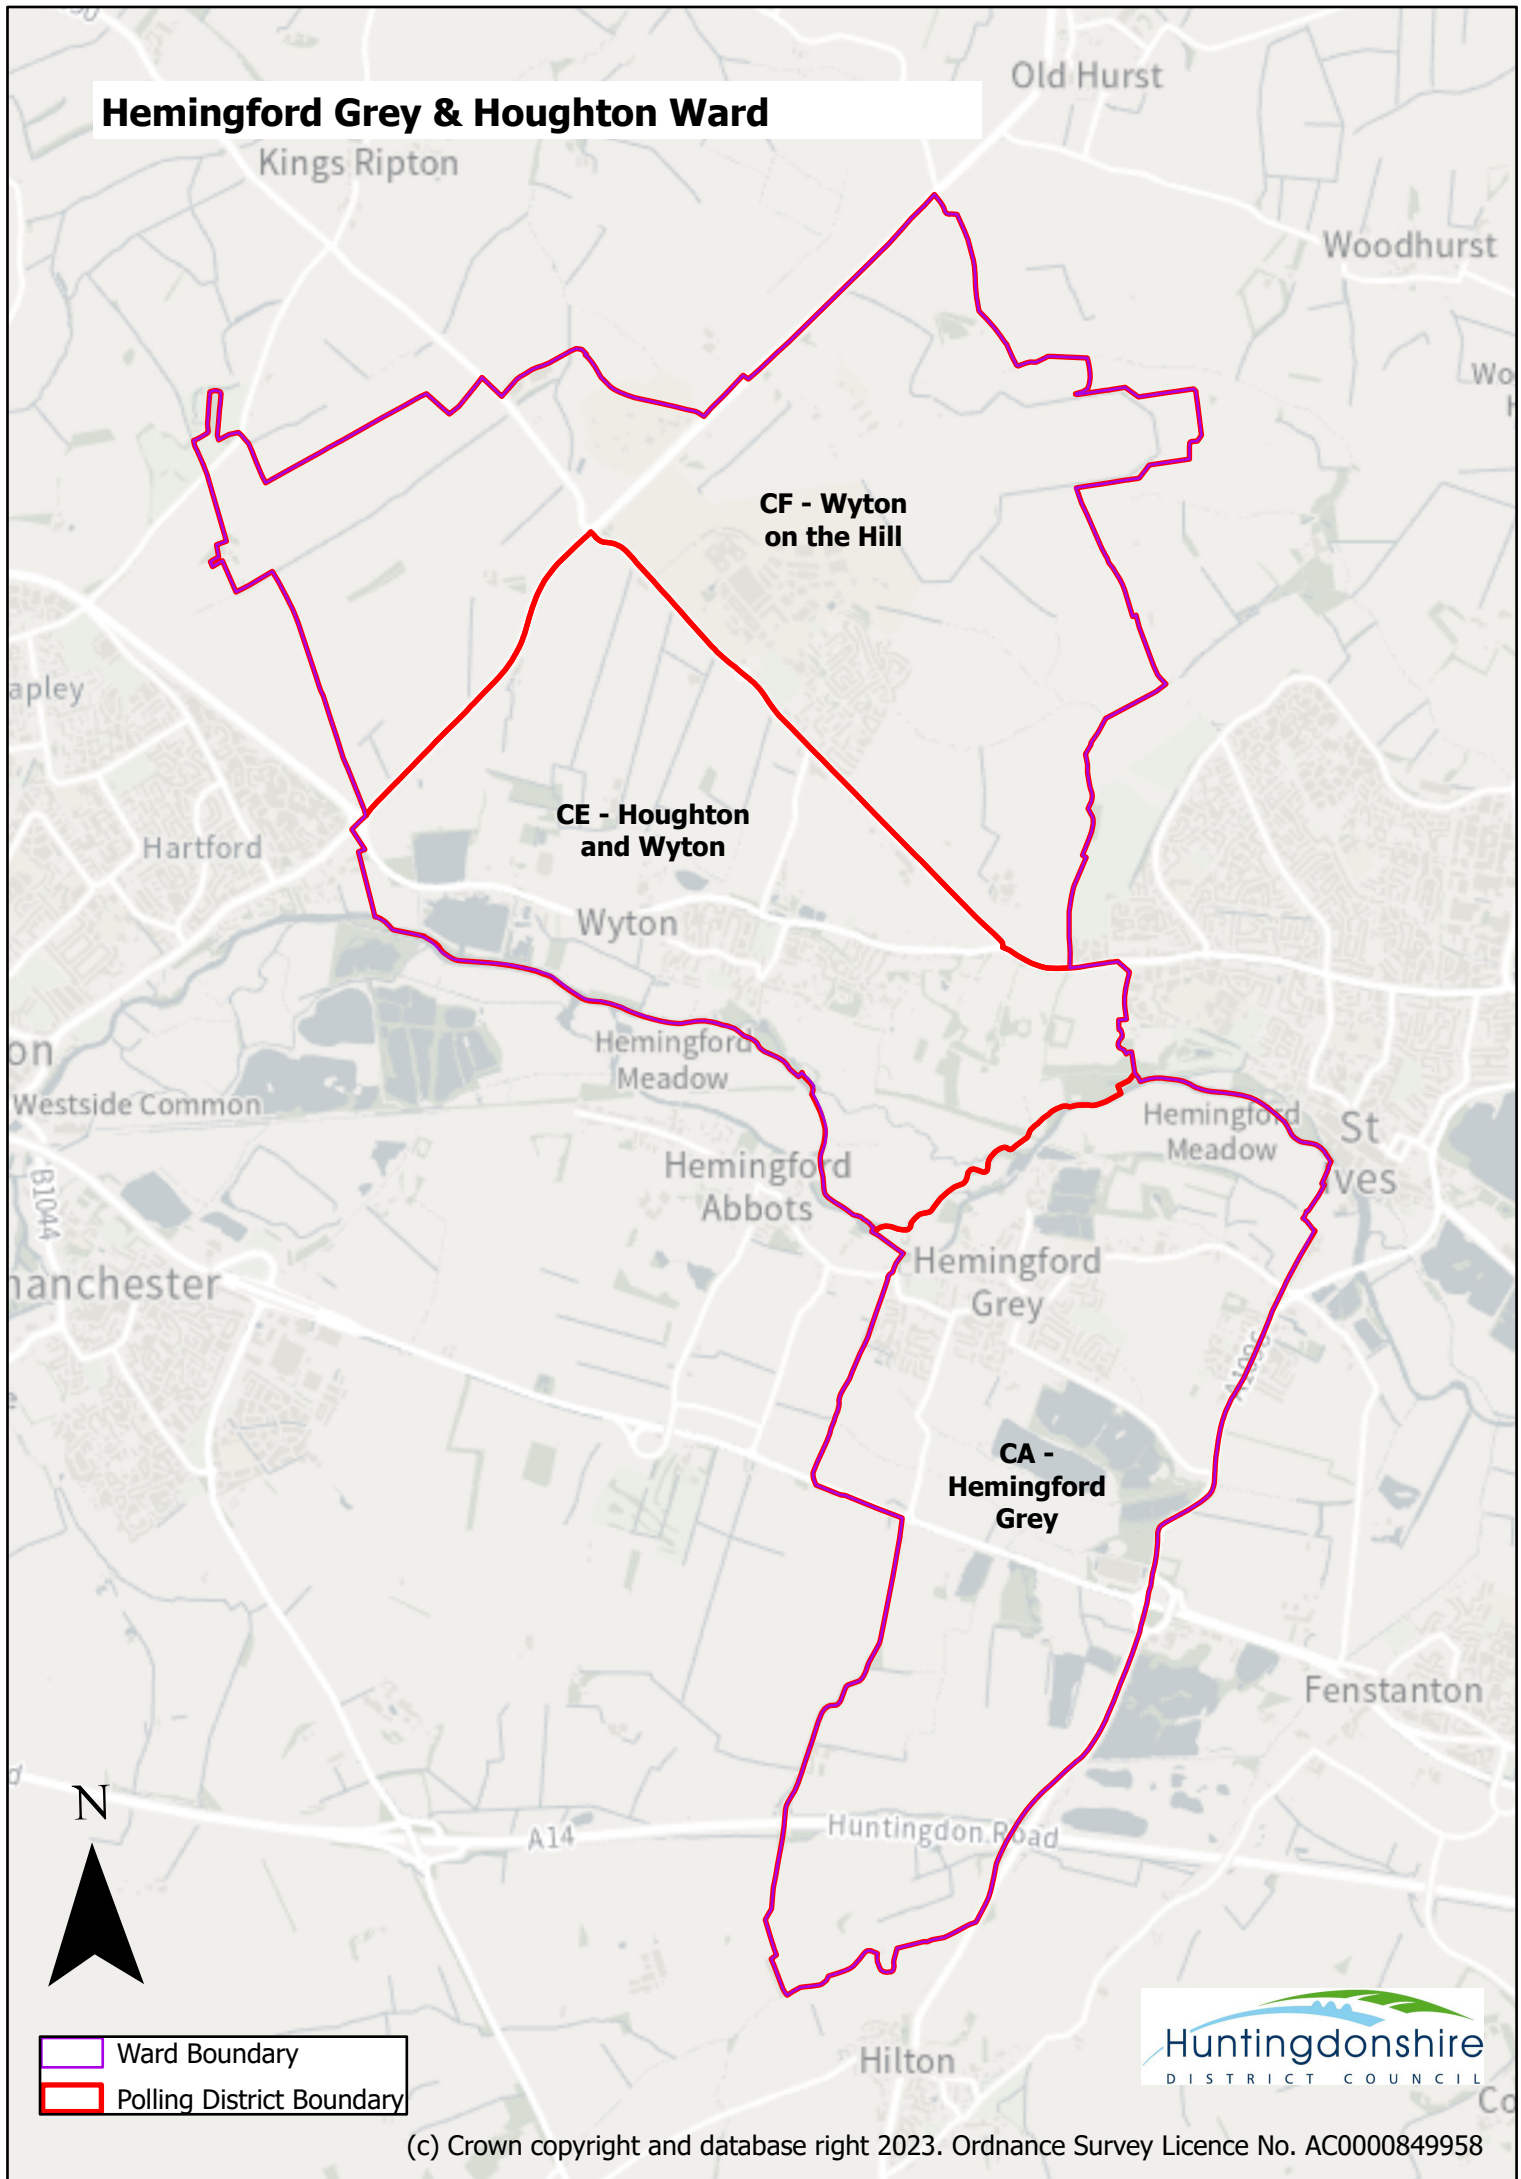 Old Hurst
Hemingford Grey & Houghton Ward
Kings Ripton
Woodhurst
Wo
CF - Wyton
on the Hill
apley
CE - Houghton
and Wyton
Hartford
Wyton
Hemingford
Meadow
on
Westside Common
Hemingford
Meadow
St
Ives
Hemingford
Abbots
B1044
Hemingford
Grey
manchester
CA -
Hemingford
Grey
Fenstanton
N
A14
Huntingdon Road
Huntingdonshire
DISTRICT COUNCIL
Ward Boundary
Polling District Boundary
Hilton
Co
(c) Crown copyright and database right 2023. Ordnance Survey Licence No. AC0000849958